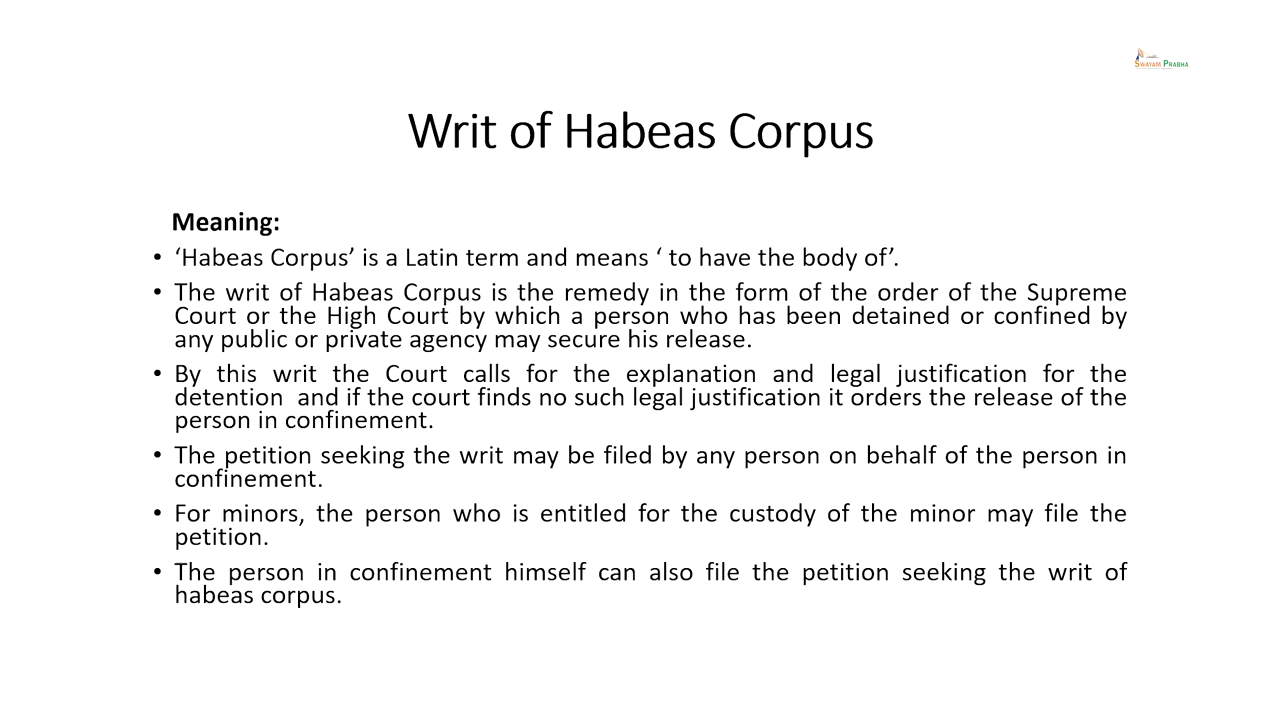 SWAYAM PRABHA
Writ of Habeas Corpus
Meaning:
• ‘Habeas Corpus’ is a Latin term and means ‘ to have the body of’.
• The writ of Habeas Corpus is the remedy in the form of the order of the Supreme
Court or the High Court by which a person who has been detained or confined by
any public or private agency may secure his release.
• By this writ the Court calls for the explanation and legal justification for the
detention  and if the court finds no such legal justification it orders the release of the
person in confinement.
• The petition seeking the writ may be filed by any person on behalf of the person in
confinement.
• For minors, the person who is entitled for the custody of the minor may file the
petition.
• The person in confinement himself can also file the petition seeking the writ of
habeas corpus.